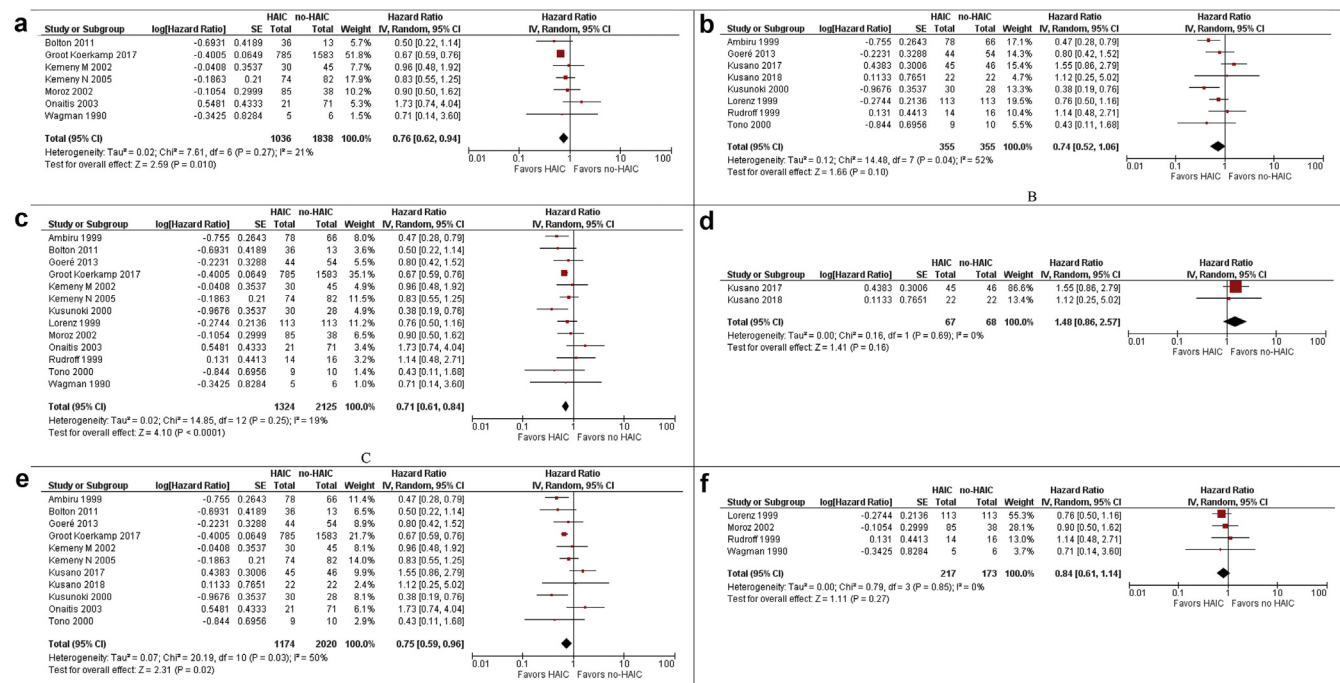 a
HAIC no-HAIC Hazard Ratio Hazard Ratio
Study or Subgroup log[Hazard Ratio] SE Total Total Weight IV, Random, 95% CI IV, Random, 95% CI
Bolton 2011 -0.6931 0.4189 36 13 5.7% 0.50 [0.22, 1.14]
Groot Koerkamp 2017 -0.4005 0.0649 785 1583 51.8% 0.67 [0.59, 0.76]
Kemeny M 2002 -0.0408 0.3537 30 45 7.7% 0.96 [0.48, 1.92]
Kemeny N 2005 -0.1863 0.21 74 82 17.6% 0.83 [0.55, 1.25]
Moroz 2002 -0.1054 0.2999 85 38 10.2% 0.90 [0.50, 1.62]
Onaitis 2003 0.5481 0.4333 21 71 5.3% 1.73 [0.74, 4.04]
Wagman 1990 -0.3425 0.8284 5 6 1.6% 0.71 [0.14, 3.60]
Total (95% CI) 1036 1838 100.0% 0.76 [0.62, 0.94]
Heterogeneity: Tau² = 0.02; Chi² = 7.61, df = 6 (P = 0.27); I² = 21%
Test for overall effect: Z = 2.59 (P = 0.010)
0.01 0.1 1 10 100
Favors HAIC Favors no-HAIC
b
HAIC no-HAIC Hazard Ratio Hazard Ratio
Study or Subgroup log[Hazard Ratio] SE Total Total Weight IV, Random, 95% CI IV, Random, 95% CI
Ambiru 1999 -0.755 0.2643 78 66 17.1% 0.47 [0.28, 0.79]
Goeré 2013 -0.2231 0.3288 44 54 14.3% 0.80 [0.42, 1.52]
Kusano 2017 0.4383 0.3006 45 46 15.4% 1.55 [0.86, 2.79]
Kusano 2018 0.1133 0.7651 22 22 4.7% 1.12 [0.25, 5.02]
Kusunoki 2000 -0.9676 0.3537 30 28 13.3% 0.38 [0.19, 0.76]
Lorenz 1999 -0.2744 0.2136 113 113 19.5% 0.76 [0.50, 1.16]
Rudroff 1999 0.131 0.4413 14 16 10.3% 1.14 [0.48, 2.71]
Tono 2000 -0.844 0.6956 9 10 5.5% 0.43 [0.11, 1.68]
Total (95% CI) 355 355 100.0% 0.74 [0.52, 1.06]
Heterogeneity: Tau² = 0.12; Chi² = 14.48, df = 7 (P = 0.04); I² = 52%
Test for overall effect: Z = 1.66 (P = 0.10)
0.01 0.1 1 10 100
Favors HAIC Favors no-HAIC
B
c
HAIC no-HAIC Hazard Ratio Hazard Ratio
Study or Subgroup log[Hazard Ratio] SE Total Total Weight IV, Random, 95% CI IV, Random, 95% CI
Ambiru 1999 -0.755 0.2643 78 66 8.0% 0.47 [0.28, 0.79]
Bolton 2011 -0.6931 0.4189 36 13 3.5% 0.50 [0.22, 1.14]
Goeré 2013 -0.2231 0.3288 44 54 5.5% 0.80 [0.42, 1.52]
Groot Koerkamp 2017 -0.4005 0.0649 785 1583 35.1% 0.67 [0.59, 0.76]
Kemeny M 2002 -0.0408 0.3537 30 45 4.8% 0.96 [0.48, 1.92]
Kemeny N 2005 -0.1863 0.21 74 82 11.5% 0.83 [0.55, 1.25]
Kusunoki 2000 -0.9676 0.3537 30 28 4.8% 0.38 [0.19, 0.76]
Lorenz 1999 -0.2744 0.2136 113 113 11.2% 0.76 [0.50, 1.16]
Moroz 2002 -0.1054 0.2999 85 38 6.5% 0.90 [0.50, 1.62]
Onaitis 2003 0.5481 0.4333 21 71 3.3% 1.73 [0.74, 4.04]
Rudroff 1999 0.131 0.4413 14 16 3.2% 1.14 [0.48, 2.71]
Tono 2000 -0.844 0.6956 9 10 1.4% 0.43 [0.11, 1.68]
Wagman 1990 -0.3425 0.8284 5 6 1.0% 0.71 [0.14, 3.60]
Total (95% CI) 1324 2125 100.0% 0.71 [0.61, 0.84]
Heterogeneity: Tau² = 0.02; Chi² = 14.85, df = 12 (P = 0.25); I² = 19%
Test for overall effect: Z = 4.10 (P < 0.0001)
0.01 0.1 1 10 100
Favors HAIC Favors no HAIC
C
d
HAIC no-HAIC Hazard Ratio Hazard Ratio
Study or Subgroup log[Hazard Ratio] SE Total Total Weight IV, Random, 95% CI IV, Random, 95% CI
Kusano 2017 0.4383 0.3006 45 46 86.6% 1.55 [0.86, 2.79]
Kusano 2018 0.1133 0.7651 22 22 13.4% 1.12 [0.25, 5.02]
Total (95% CI) 67 68 100.0% 1.48 [0.86, 2.57]
Heterogeneity: Tau² = 0.00; Chi² = 0.16, df = 1 (P = 0.69); I² = 0%
Test for overall effect: Z = 1.41 (P = 0.16)
0.01 0.1 1 10 100
Favors HAIC Favors no HAIC
e
HAIC no-HAIC Hazard Ratio Hazard Ratio
Study or Subgroup log[Hazard Ratio] SE Total Total Weight IV, Random, 95% CI IV, Random, 95% CI
Ambiru 1999 -0.755 0.2643 78 66 11.4% 0.47 [0.28, 0.79]
Bolton 2011 -0.6931 0.4189 36 13 6.5% 0.50 [0.22, 1.14]
Goeré 2013 -0.2231 0.3288 44 54 9.0% 0.80 [0.42, 1.52]
Groot Koerkamp 2017 -0.4005 0.0649 785 1583 21.7% 0.67 [0.59, 0.76]
Kemeny M 2002 -0.0408 0.3537 30 45 8.2% 0.96 [0.48, 1.92]
Kemeny N 2005 -0.1863 0.21 74 82 13.8% 0.83 [0.55, 1.25]
Kusano 2017 0.4383 0.3006 45 46 9.9% 1.55 [0.86, 2.79]
Kusano 2018 0.1133 0.7651 22 22 2.4% 1.12 [0.25, 5.02]
Kusunoki 2000 -0.9676 0.3537 30 28 8.2% 0.38 [0.19, 0.76]
Onaitis 2003 0.5481 0.4333 21 71 6.2% 1.73 [0.74, 4.04]
Tono 2000 -0.844 0.6956 9 10 2.9% 0.43 [0.11, 1.68]
Total (95% CI) 1174 2020 100.0% 0.75 [0.59, 0.96]
Heterogeneity: Tau² = 0.07; Chi² = 20.19, df = 10 (P = 0.03); I² = 50%
Test for overall effect: Z = 2.31 (P = 0.02)
0.01 0.1 1 10 100
Favors HAIC Favors no HAIC
f
HAIC no-HAIC Hazard Ratio Hazard Ratio
Study or Subgroup log[Hazard Ratio] SE Total Total Weight IV, Random, 95% CI IV, Random, 95% CI
Lorenz 1999 -0.2744 0.2136 113 113 55.3% 0.76 [0.50, 1.16]
Moroz 2002 -0.1054 0.2999 85 38 28.1% 0.90 [0.50, 1.62]
Rudroff 1999 0.131 0.4413 14 16 13.0% 1.14 [0.48, 2.71]
Wagman 1990 -0.3425 0.8284 5 6 3.7% 0.71 [0.14, 3.60]
Total (95% CI) 217 173 100.0% 0.84 [0.61, 1.14]
Heterogeneity: Tau² = 0.00; Chi² = 0.79, df = 3 (P = 0.85); I² = 0%
Test for overall effect: Z = 1.11 (P = 0.27)
0.01 0.1 1 10 100
Favors HAIC Favors no HAIC